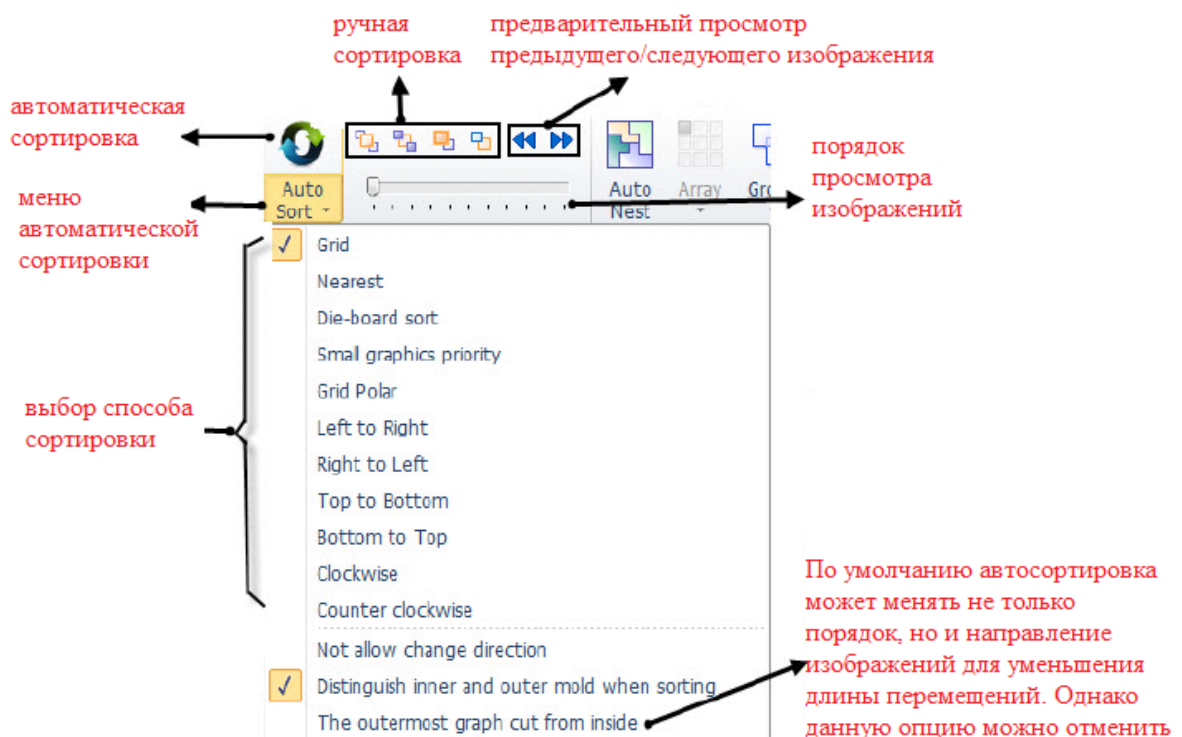 ручная
сортировка
предварительный просмотр
предыдущего/следующего изображения
автоматическая
сортировка
порядок
просмотра
изображений
меню
автоматической
сортировки
Auto
Sort
Auto
Nest
Array
Gro
Grid
Nearest
Die-board sort
Small graphics priority
Grid Polar
Left to Right
Right to Left
Top to Bottom
Bottom to Top
Clockwise
Counter clockwise
выбор способа
сортировки
Not allow change direction
Distinguish inner and outer mold when sorting
The outermost graph cut from inside
По умолчанию автосортировка
может менять не только
порядок, но и направление
изображений для уменьшения
длины перемещений. Однако
данную опцию можно отменить